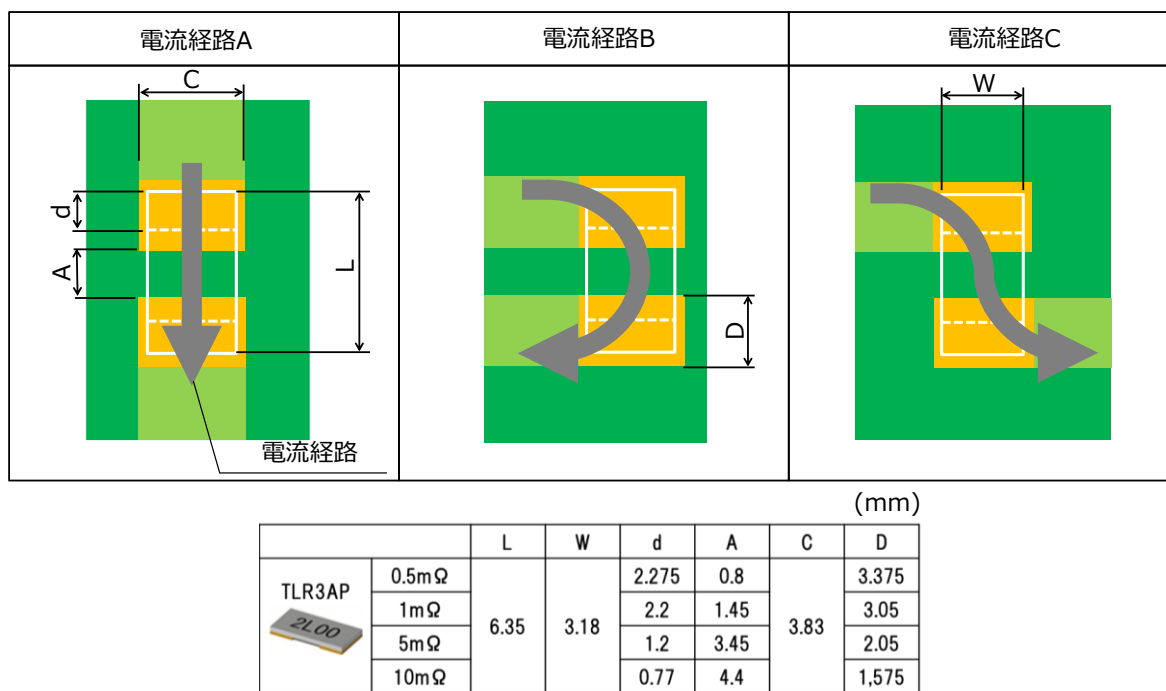 電流経路A 電流経路B 電流経路C
C W
d
A
L
D
電流経路
(mm)
L W d A C D
TLR3AP
2L00
0.5mΩ 2.275 0.8 3.375
1mΩ 2.2 1.45 3.05
6.35 3.18 3.83
5mΩ 1.2 3.45 2.05
10mΩ 0.77 4.4 1,575